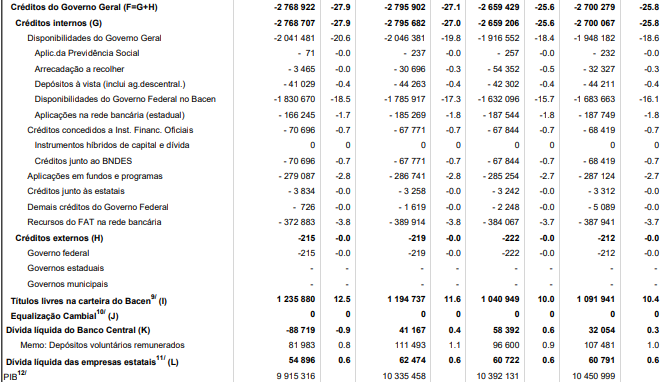 Créditos do Governo Geral (F=G+H) -2 768 922 -27.9 -2 795 902 -27.1 -2 659 429 -25.6 -2 700 279 -25.8
Créditos internos (G) -2 768 707 -27.9 -2 795 682 -27.0 -2 659 206 -25.6 -2 700 067 -25.8
Disponibilidades do Governo Geral -2 041 481 -20.6 -2 046 381 -19.8 -1 916 552 -18.4 -1 948 182 -18.6
Aplic.da Previdência Social - 71 -0.0 - 237 -0.0 - 257 -0.0 - 232 -0.0
Arrecadação a recolher - 3 465 -0.0 - 30 696 -0.3 - 54 352 -0.5 - 32 327 -0.3
Depósitos à vista (inclui ag.descentral.) - 41 029 -0.4 - 44 263 -0.4 - 42 302 -0.4 - 44 211 -0.4
Disponibilidades do Governo Federal no Bacen -1 830 670 -18.5 -1 785 917 -17.3 -1 632 096 -15.7 -1 683 663 -16.1
Aplicações na rede bancária (estadual) - 166 245 -1.7 - 185 269 -1.8 - 187 544 -1.8 - 187 749 -1.8
Créditos concedidos a Inst. Financ. Oficiais - 70 696 -0.7 - 67 771 -0.7 - 67 844 -0.7 - 68 419 -0.7
Instrumentos híbridos de capital e dívida 0 0 0 0 0 0 0 0
Créditos junto ao BNDES - 70 696 -0.7 - 67 771 -0.7 - 67 844 -0.7 - 68 419 -0.7
Aplicações em fundos e programas - 279 087 -2.8 - 286 741 -2.8 - 285 254 -2.7 - 287 124 -2.7
Créditos junto às estatais - 3 834 -0.0 - 3 258 -0.0 - 3 242 -0.0 - 3 312 -0.0
Demais créditos do Governo Federal - 726 -0.0 - 1 619 -0.0 - 2 248 -0.0 - 5 089 -0.0
Recursos do FAT na rede bancária - 372 883 -3.8 - 389 914 -3.8 - 384 067 -3.7 - 387 941 -3.7
Créditos externos (H) -215 -0.0 -219 -0.0 -222 -0.0 -212 -0.0
Governo federal -215 -0.0 -219 -0.0 -222 -0.0 -212 -0.0
Governos estaduais - - - - - - - -
Governos municipais - - - - - - - -
Títulos livres na carteira do Bacen9/ (I) 1 235 880 12.5 1 194 737 11.6 1 040 949 10.0 1 091 941 10.4
Equalização Cambial10/ (J) 0 0 0 0 0 0 0 0
Dívida líquida do Banco Central (K) -88 719 -0.9 41 167 0.4 58 392 0.6 32 054 0.3
Memo: Depósitos voluntários remunerados 81 983 0.8 111 493 1.1 96 600 0.9 107 481 1.0
Dívida líquida das empresas estatais11/ (L) 54 896 0.6 62 474 0.6 60 722 0.6 60 791 0.6
PIB12/ 9 915 316 10 335 458 10 392 131 10 450 999